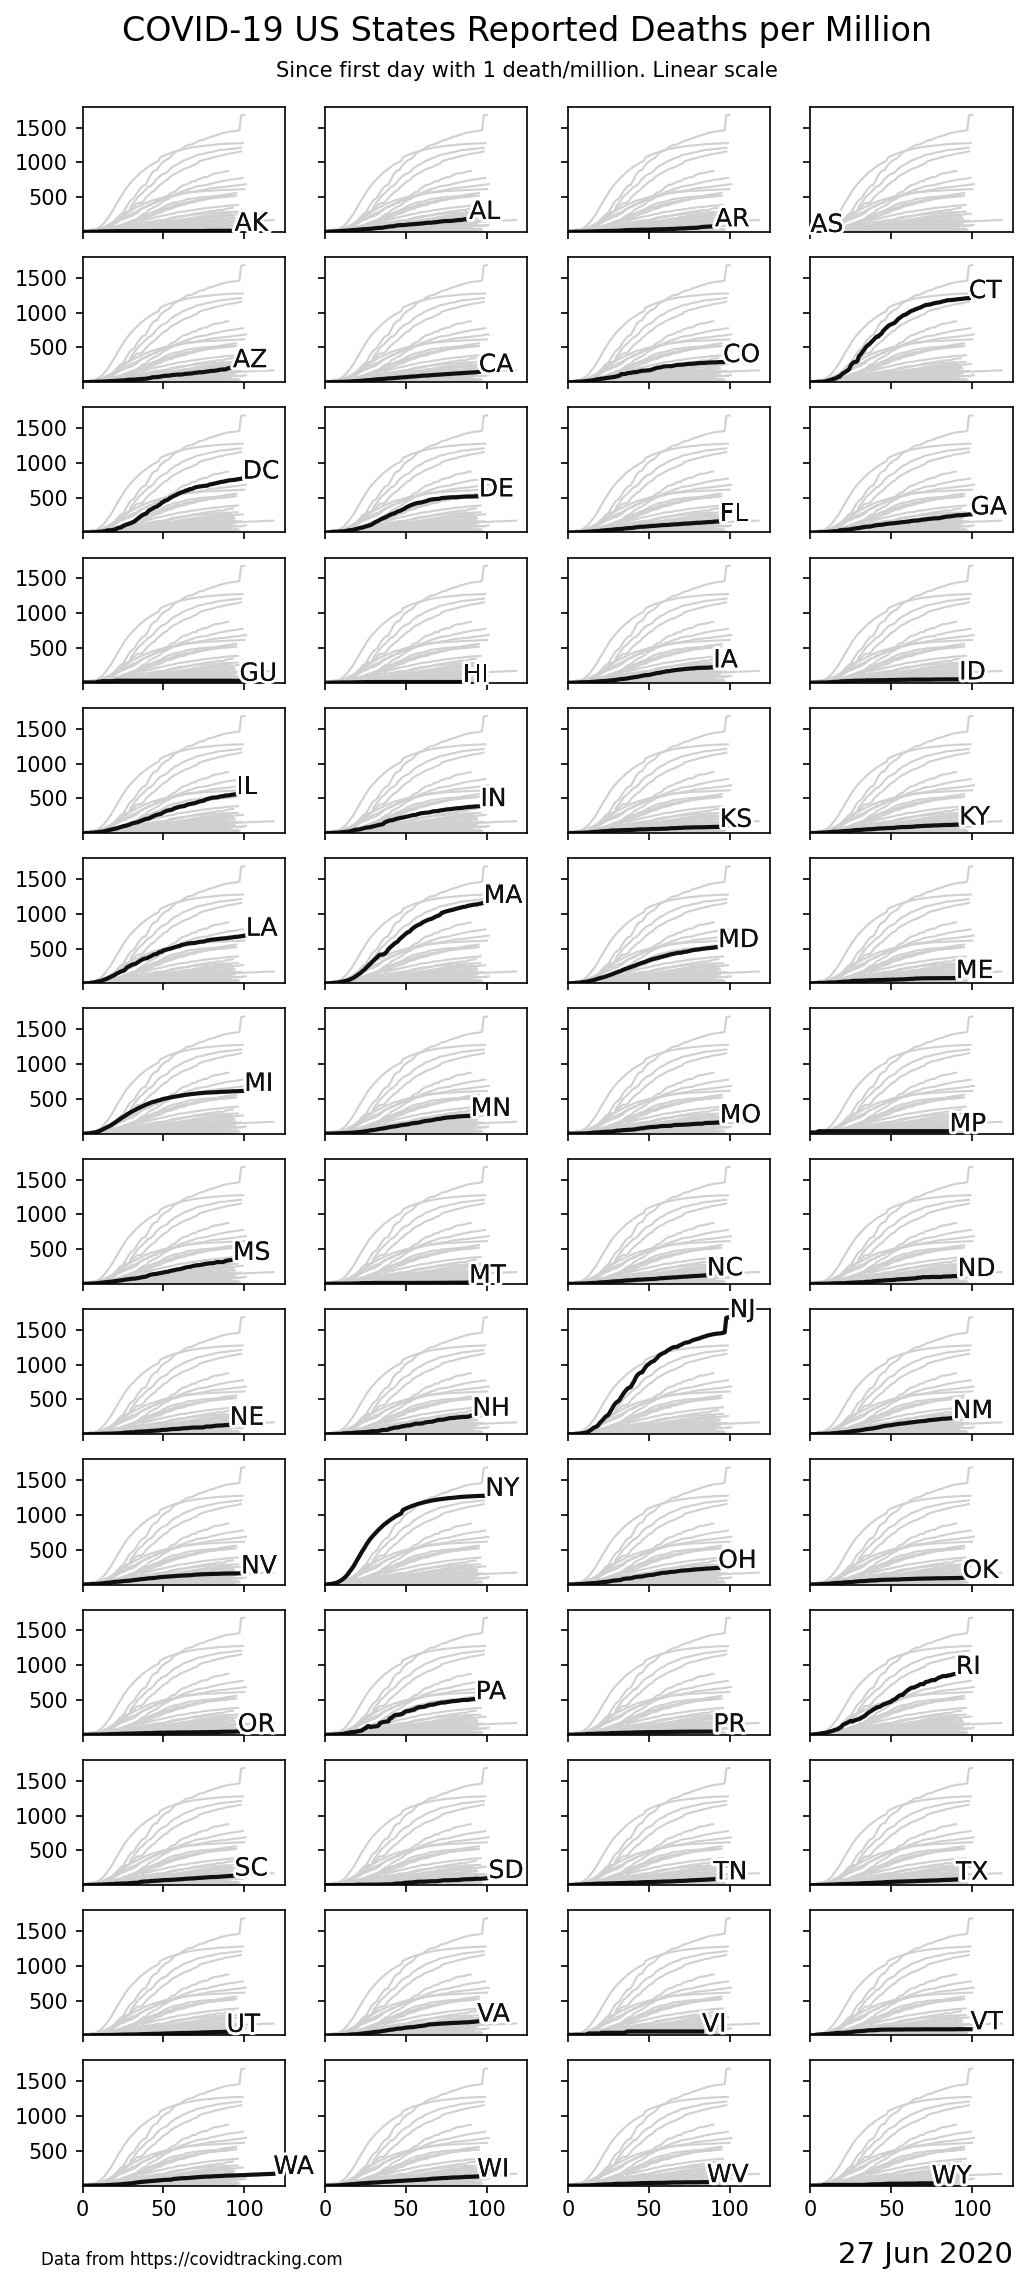 COVID-19 US States Reported Deaths per Million
Since first day with 1 death/million. Linear scale
1500
1000
500
AK
AL
AR
AS
1500
1000
500
AZ
CA
CO
CT
1500
1000
500
DC
DE
FL
GA
1500
1000
500
GU
HI
IA
ID
1500
1000
500
IL
IN
KS
KY
1500
1000
500
LA
MA
MD
ME
1500
1000
500
MI
MN
MO
MP
1500
1000
500
MS
MT
NC
ND
1500
1000
500
NE
NH
NJ
NM
1500
1000
500
NV
NY
OH
OK
1500
1000
500
OR
PA
PR
RI
1500
1000
500
SC
SD
TN
TX
1500
1000
500
UT
VA
VI
VT
1500
1000
500
WA
WI
WV
WY
0 50 100 0 50 100 0 50 100 0 50 100
Data from https://covidtracking.com
27 Jun 2020